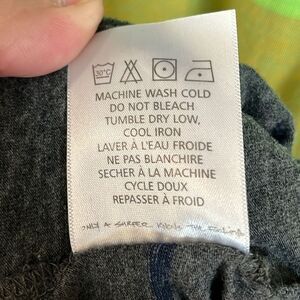 30°C
MACHINE WASH COLD
DO NOT BLEACH
TUMBLE DRY LOW,
COOL IRON
LAVER À L'EAU FROIDE
NE PAS BLANCHIRE
SECHER À LA MACHINE
CYCLE DOUX
REPASSER À FROID
ONLY A SURFER KNOWS THE FEELING